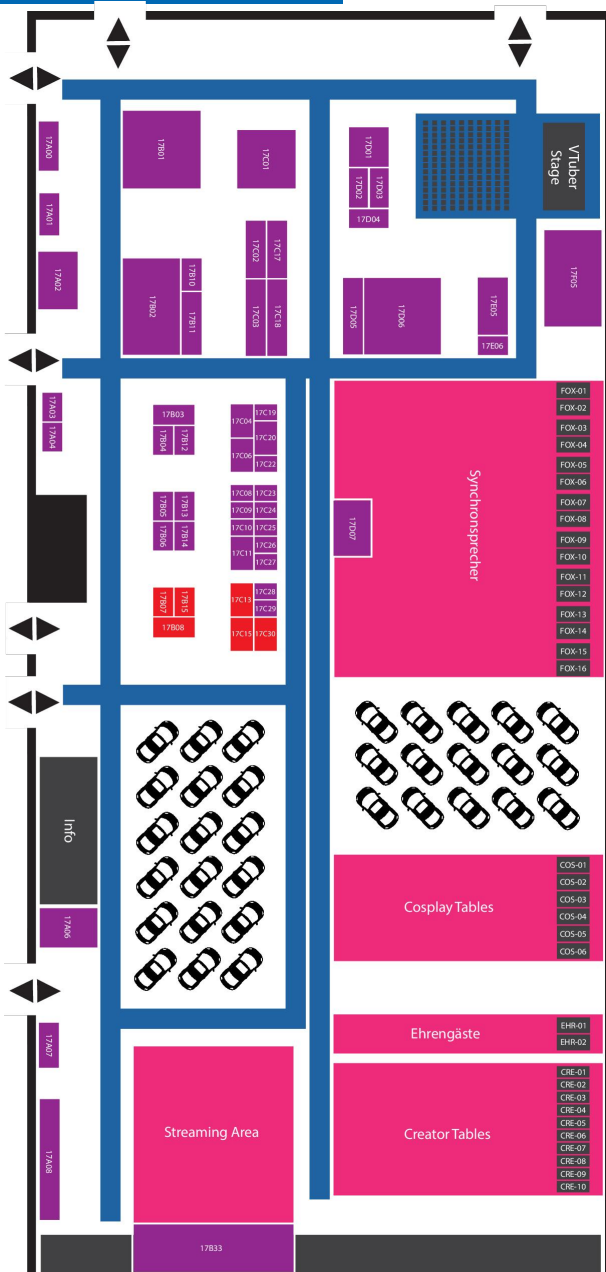 17A00
17A01
17A02
17B01
17C01
17D01
17D02
17D03
17D04
VTuber
Stage
17F05
17B02
17B10
17B11
17C02
17C17
17C03
17C18
17D05
17D06
17E05
17E06
17A03
17A04
17B03
17B04
17B12
17C04
17C19
17C20
17C06
17C22
17B05
17B13
17B06
17B14
17C08
17C23
17C09
17C24
17C10
17C25
17C11
17C26
17C27
17B07
17B15
17B08
17C13
17C28
17C29
17C15
17C30
17D07
Synchronsprecher
FOX-01
FOX-02
FOX-03
FOX-04
FOX-05
FOX-06
FOX-07
FOX-08
FOX-09
FOX-10
FOX-11
FOX-12
FOX-13
FOX-14
FOX-15
FOX-16
Info
17A06
Cosplay Tables
COS-01
COS-02
COS-03
COS-04
COS-05
COS-06
17A07
17A08
Ehrengäste
EHR-01
EHR-02
Streaming Area
Creator Tables
CRE-01
CRE-02
CRE-03
CRE-04
CRE-05
CRE-06
CRE-07
CRE-08
CRE-09
CRE-10
17B33